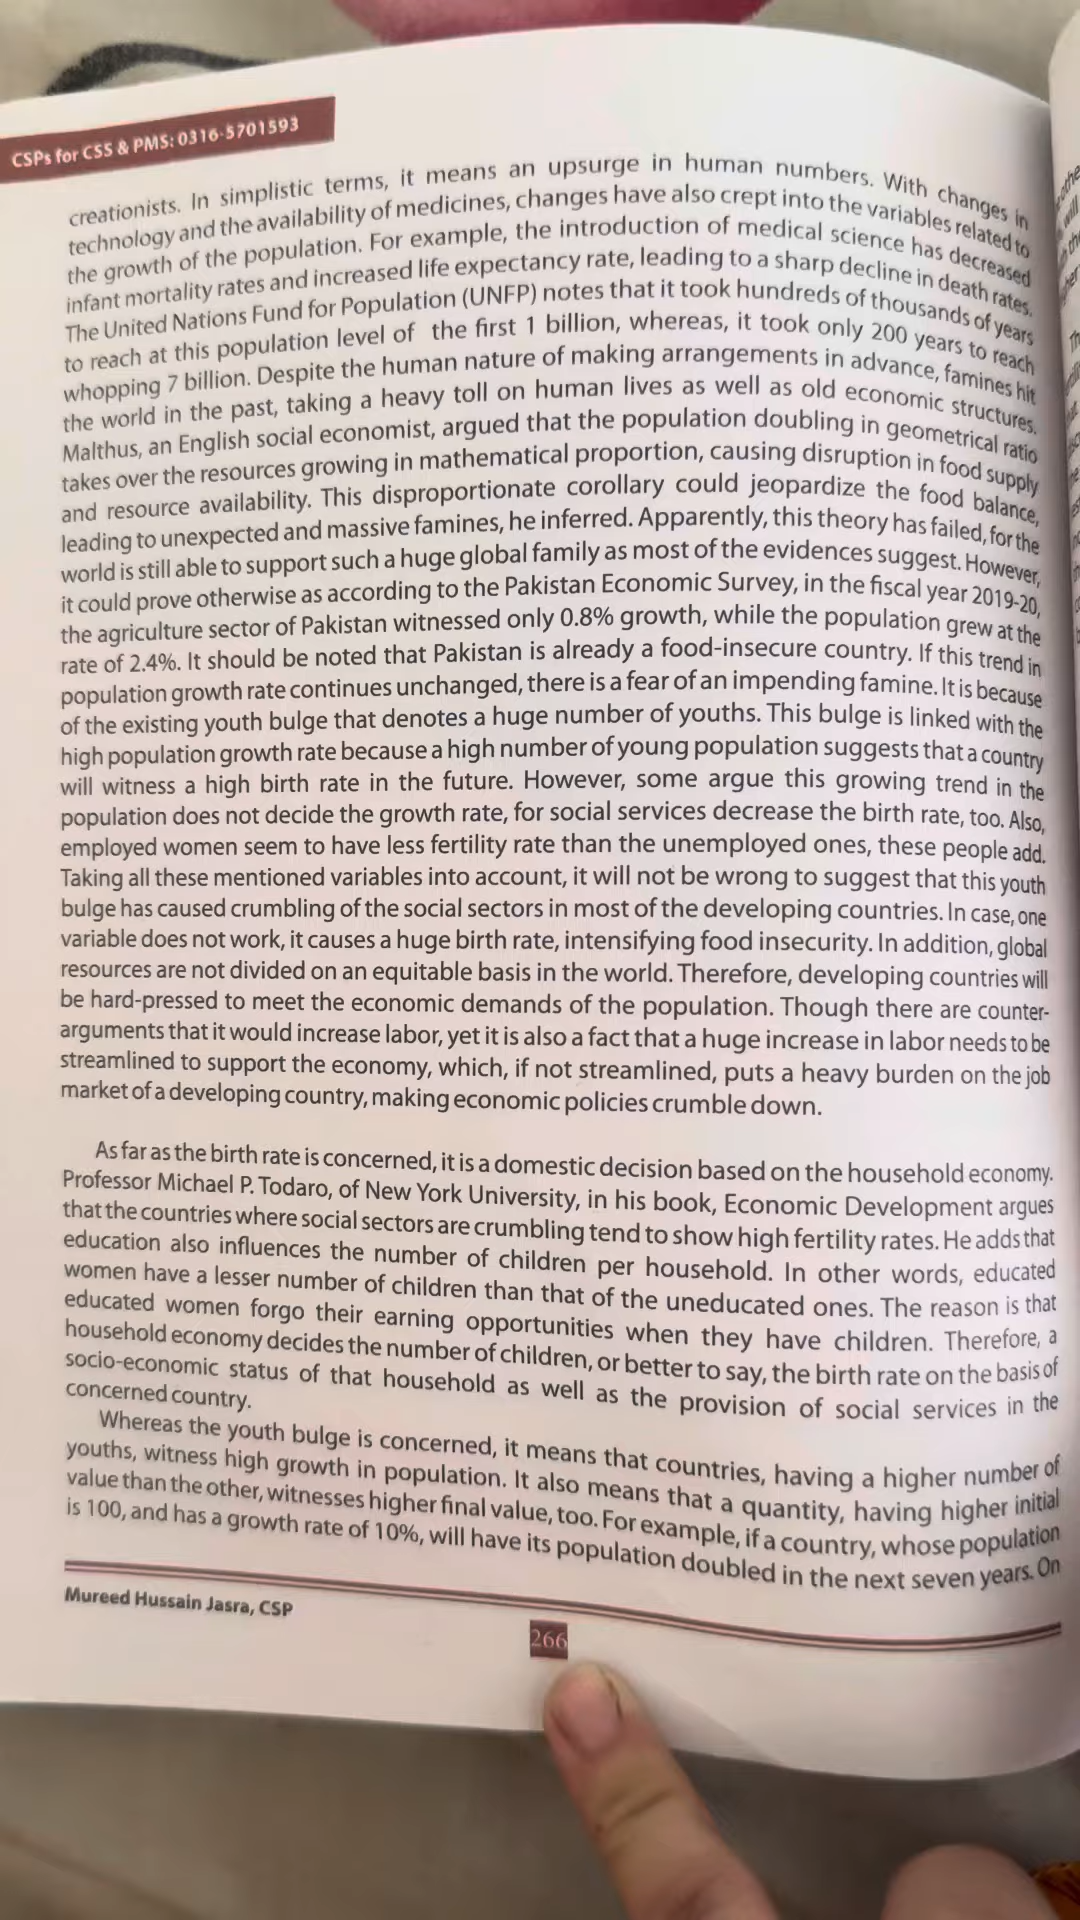 CSPs for CSS & PMS: 0316-5701593
creationists. In simplistic terms, it means an upsurge in human numbers. With changes in
technology and the availability of medicines, changes have also crept into the variables related to
the growth of the population. For example, the introduction of medical science has decreased
infant mortality rates and increased life expectancy rate, leading to a sharp decline in death rates.
The United Nations Fund for Population (UNFP) notes that it took hundreds of thousands of years
to reach at this population level of the first 1 billion, whereas, it took only 200 years to reach
whopping 7 billion. Despite the human nature of making arrangements in advance, famines hit
the world in the past, taking a heavy toll on human lives as well as old economic structures.
Malthus, an English social economist, argued that the population doubling in geometrical ratio
takes over the resources growing in mathematical proportion, causing disruption in food supply
and resource availability. This disproportionate corollary could jeopardize the food balance,
leading to unexpected and massive famines, he inferred. Apparently, this theory has failed, for the
world is still able to support such a huge global family as most of the evidences suggest. However,
it could prove otherwise as according to the Pakistan Economic Survey, in the fiscal year 2019-20,
the agriculture sector of Pakistan witnessed only 0.8% growth, while the population grew at the
rate of 2.4%. It should be noted that Pakistan is already a food-insecure country. If this trend in
population growth rate continues unchanged, there is a fear of an impending famine. It is because
of the existing youth bulge that denotes a huge number of youths. This bulge is linked with the
high population growth rate because a high number of young population suggests that a country
will witness a high birth rate in the future. However, some argue this growing trend in the
population does not decide the growth rate, for social services decrease the birth rate, too. Also,
employed women seem to have less fertility rate than the unemployed ones, these people add.
Taking all these mentioned variables into account, it will not be wrong to suggest that this youth
bulge has caused crumbling of the social sectors in most of the developing countries. In case, one
variable does not work, it causes a huge birth rate, intensifying food insecurity. In addition, global
resources are not divided on an equitable basis in the world. Therefore, developing countries will
be hard-pressed to meet the economic demands of the population. Though there are counter-
arguments that it would increase labor, yet it is also a fact that a huge increase in labor needs to be
streamlined to support the economy, which, if not streamlined, puts a heavy burden on the job
market of a developing country, making economic policies crumble down.
As far as the birth rate is concerned, it is a domestic decision based on the household economy.
Professor Michael P. Todaro, of New York University, in his book, Economic Development argues
that the countries where social sectors are crumbling tend to show high fertility rates. He adds that
education also influences the number of children per household. In other words, educated
women have a lesser number of children than that of the uneducated ones. The reason is that
educated women forgo their earning opportunities when they have children. Therefore, a
household economy decides the number of children, or better to say, the birth rate on the basis of
socio-economic status of that household as well as the provision of social services in the
concerned country.
Whereas the youth bulge is concerned, it means that countries, having a higher number of
youths, witness high growth in population. It also means that a quantity, having higher initial
value than the other, witnesses higher final value, too. For example, if a country, whose population
is 100, and has a growth rate of 10%, will have its population doubled in the next seven years. On
Mureed Hussain Jasra, CSP
266